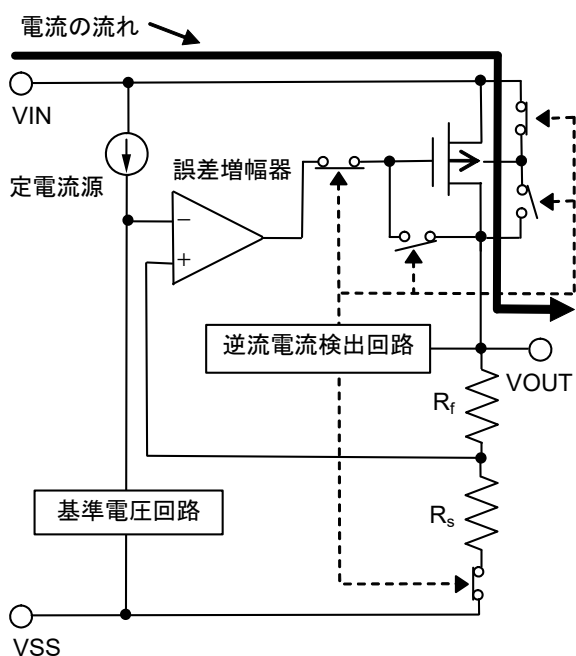 電流の流れ
VIN
定電流源
誤差増幅器
−
+
逆流電流検出回路
VOUT
Rf
基準電圧回路
Rs
VSS